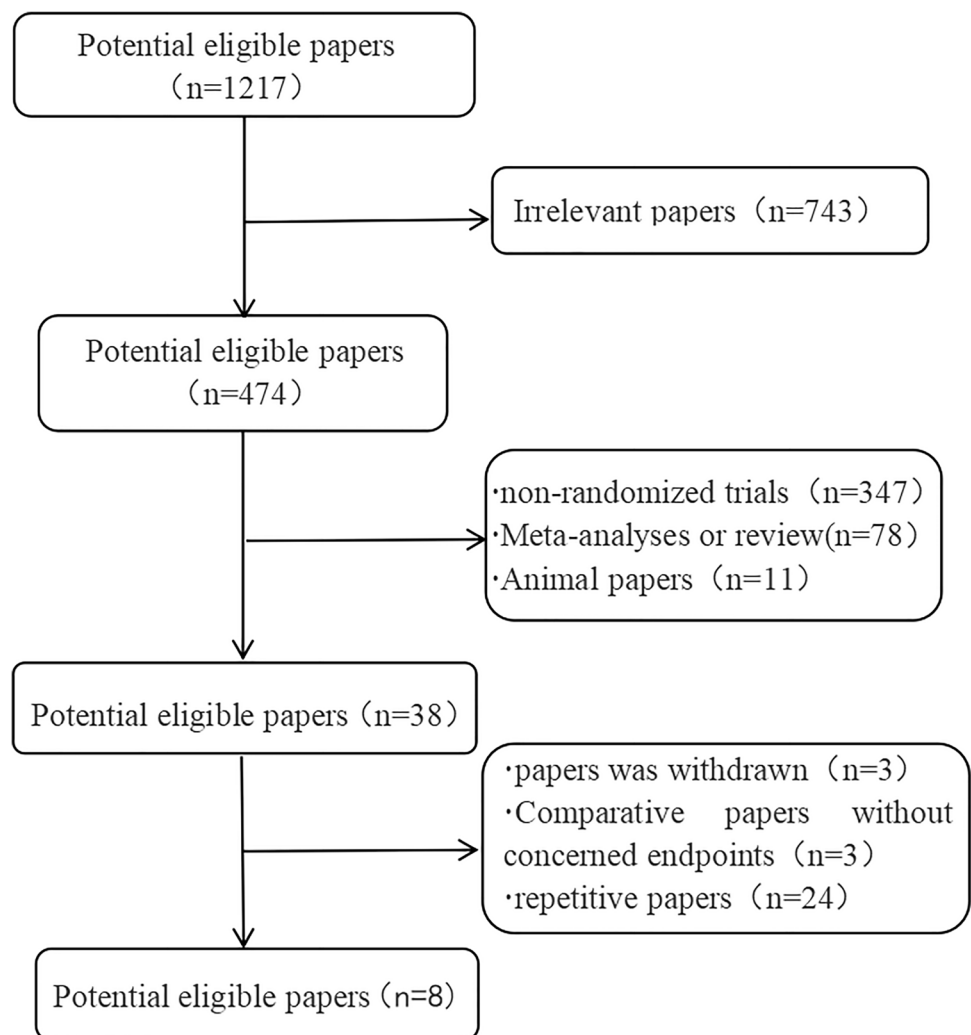 Potential eligible papers
（n=1217）
Irrelevant papers（n=743）
Potential eligible papers
（n=474）
·non-randomized trials（n=347）
·Meta-analyses or review(n=78）
·Animal papers（n=11）
Potential eligible papers（n=38）
·papers was withdrawn（n=3）
·Comparative papers without
concerned endpoints（n=3）
·repetitive papers（n=24）
Potential eligible papers（n=8）